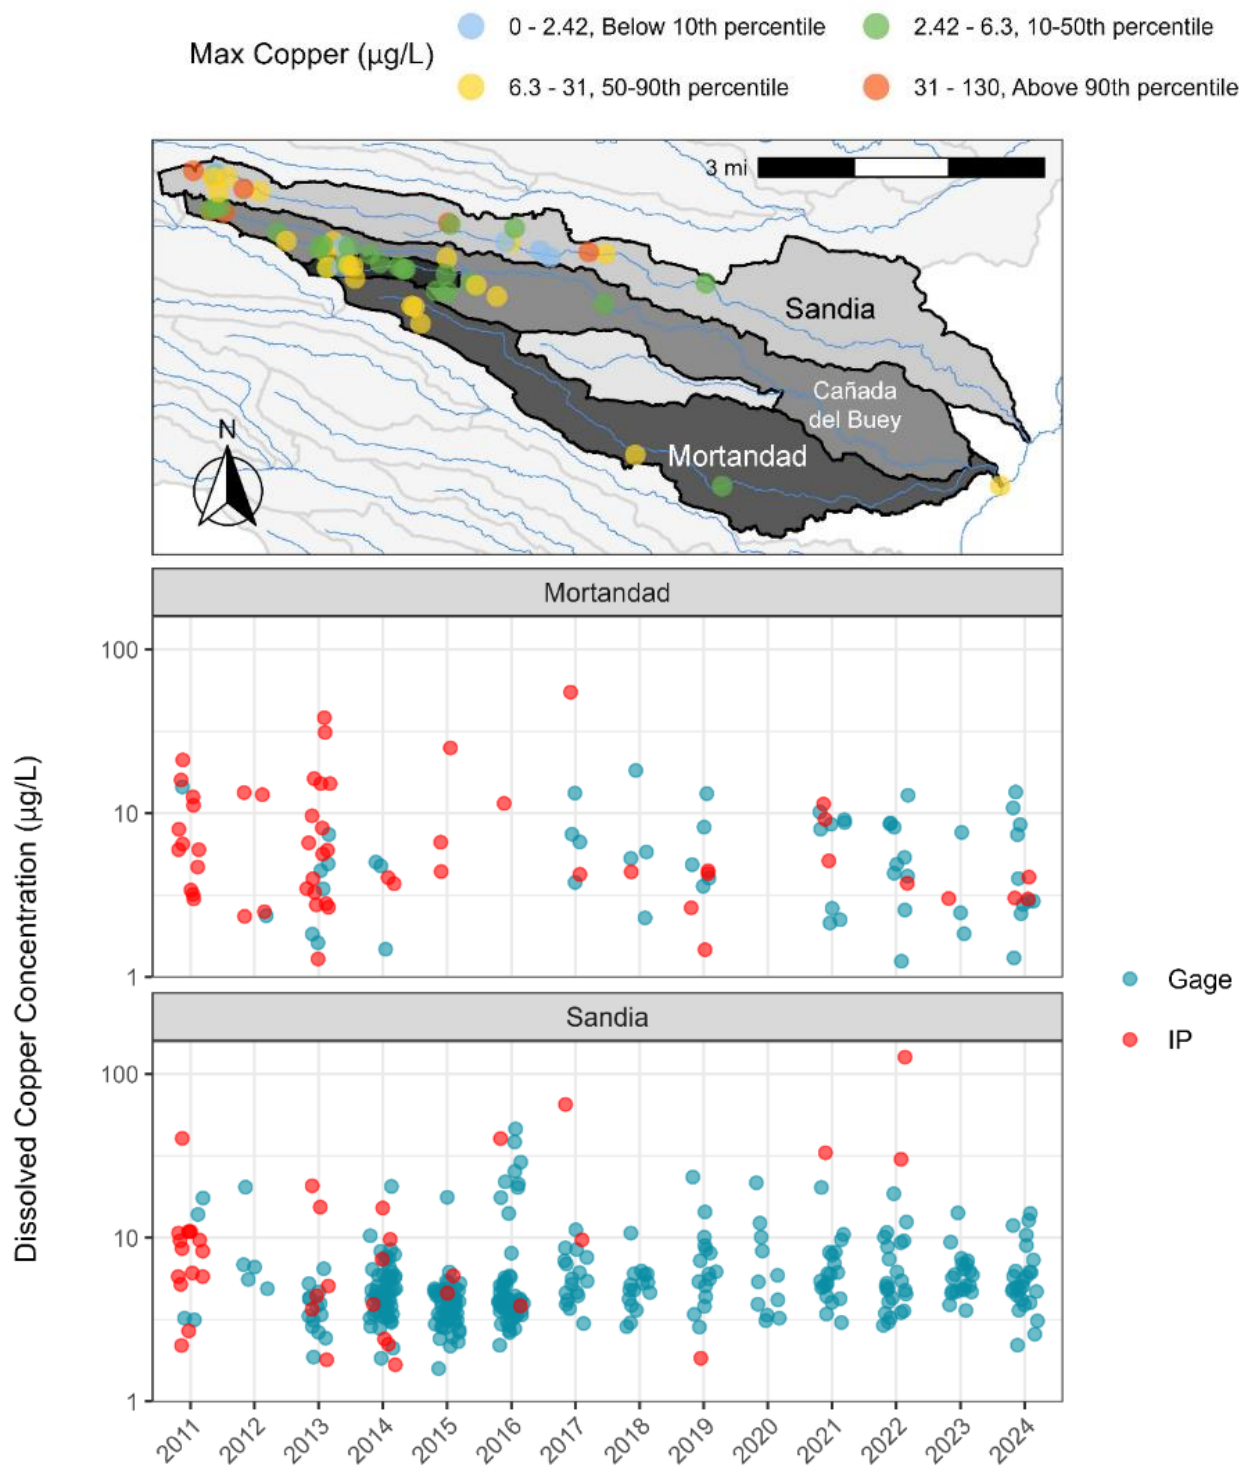 Max Copper (µg/L)
0 - 2.42, Below 10th percentile
2.42 - 6.3, 10-50th percentile
6.3 - 31, 50-90th percentile
31 - 130, Above 90th percentile
3 mi
Sandia
Cañada
del Buey
Mortandad
N
Mortandad
100
10
1
Sandia
100
10
1
Dissolved Copper Concentration (µg/L)
Gage
IP
2011
2012
2013
2014
2015
2016
2017
2018
2019
2020
2021
2022
2023
2024